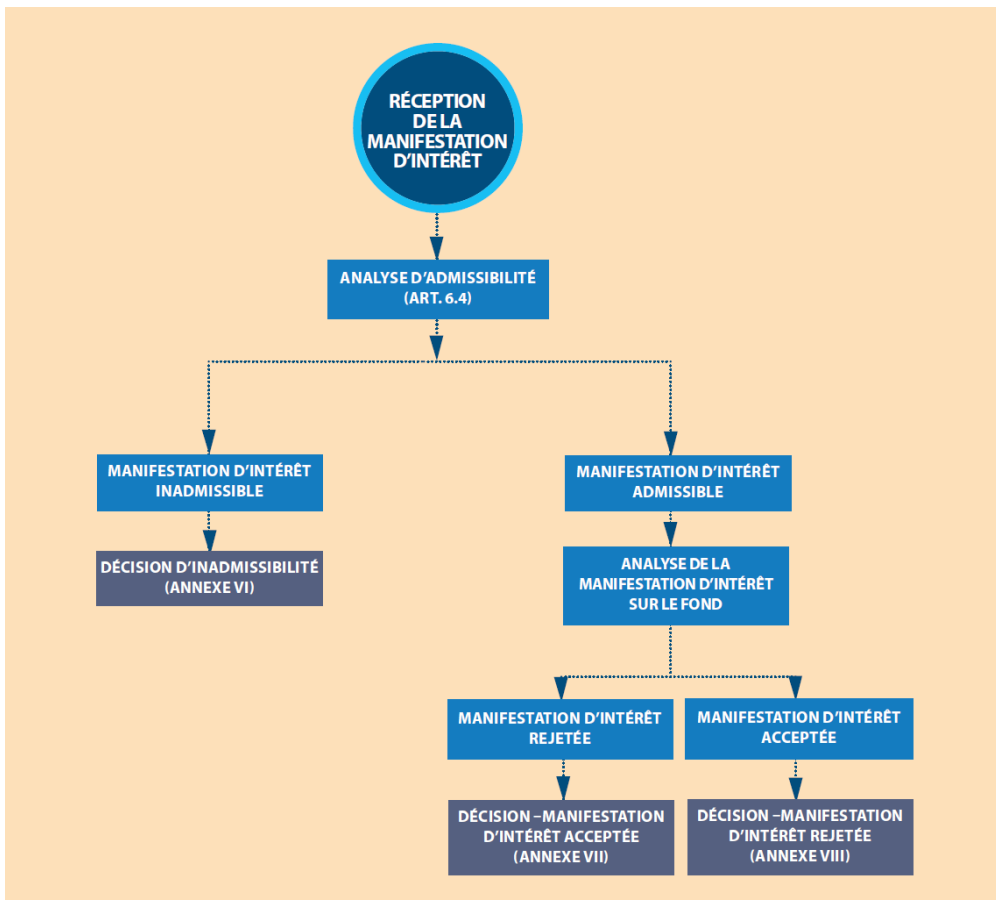 RÉCEPTION
DE LA
MANIFESTATION
D'INTÉRÊT
ANALYSE D'ADMISSIBILITÉ
(ART. 6.4)
MANIFESTATION D'INTÉRÊT
INADMISSIBLE
DÉCISION D'INADMISSIBILITÉ
(ANNEXE VI)
MANIFESTATION D'INTÉRÊT
ADMISSIBLE
ANALYSE DE LA
MANIFESTATION D'INTÉRÊT
SUR LE FOND
MANIFESTATION D'INTÉRÊT
REJETÉE
DÉCISION –MANIFESTATION
D'INTÉRÊT ACCEPTÉE
(ANNEXE VII)
MANIFESTATION D'INTÉRÊT
ACCEPTÉE
DÉCISION –MANIFESTATION
D'INTÉRÊT REJETÉE
(ANNEXE VIII)